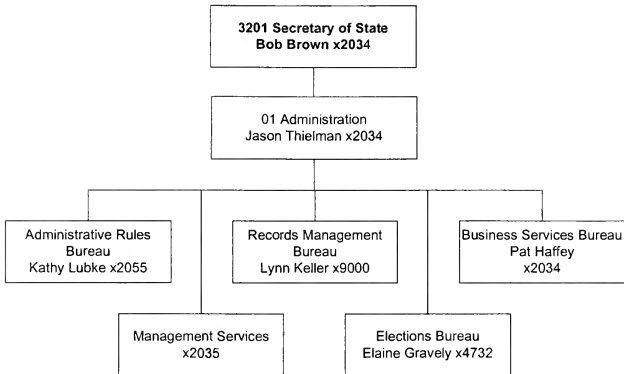 3201 Secretary of State
Bob Brown x2034
01 Administration
Jason Thielman x2034
Administrative Rules
Bureau
Kathy Lubke x2055
Records Management
Bureau
Lynn Keller x9000
Business Services Bureau
Pat Haffey
x2034
Management Services
x2035
Elections Bureau
Elaine Gravely x4732